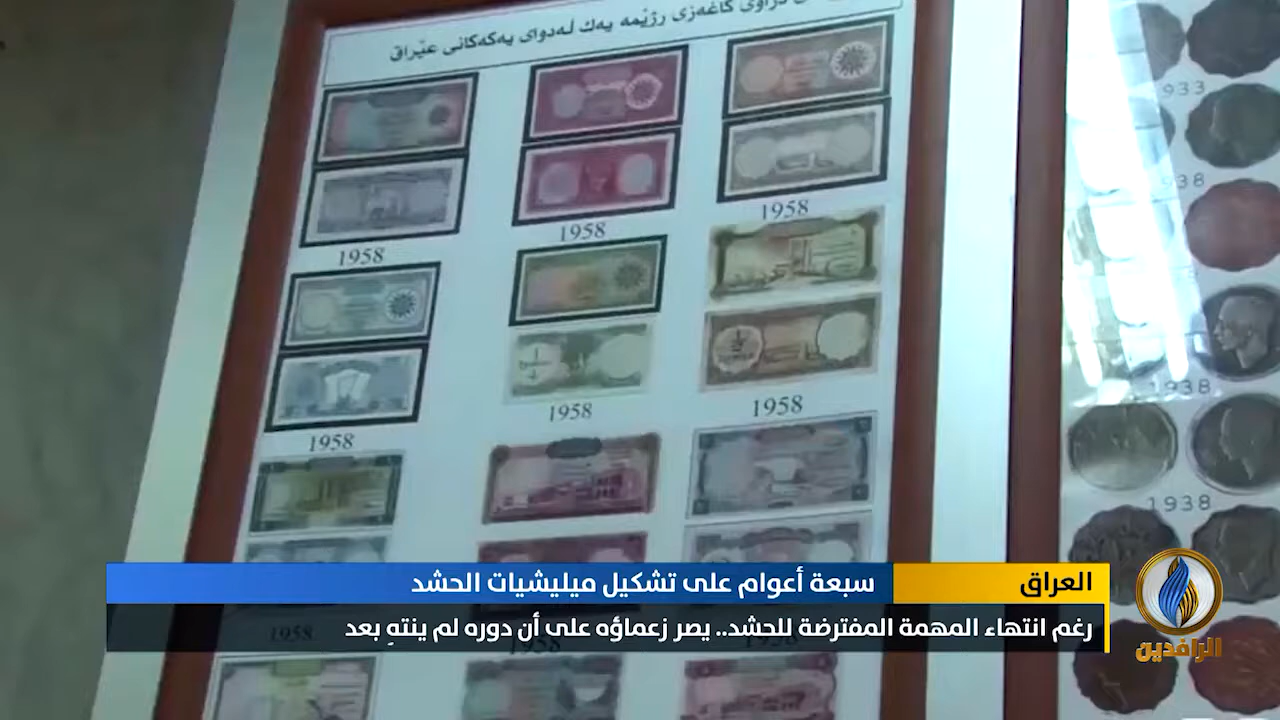 دراوی کاغەزی رژێمە یەك لەدوای یەکەکانی عێراق
1958
1958
1958
1958
1958
1958
1958
1958
1933
1938
1938
العراق
سبعة أعوام على تشكيل ميليشيات الحشد
رغم انتهاء المهمة المفترضة للحشد.. يصر زعماؤه على أن دوره لم ينتهِ بعد
الرافدين